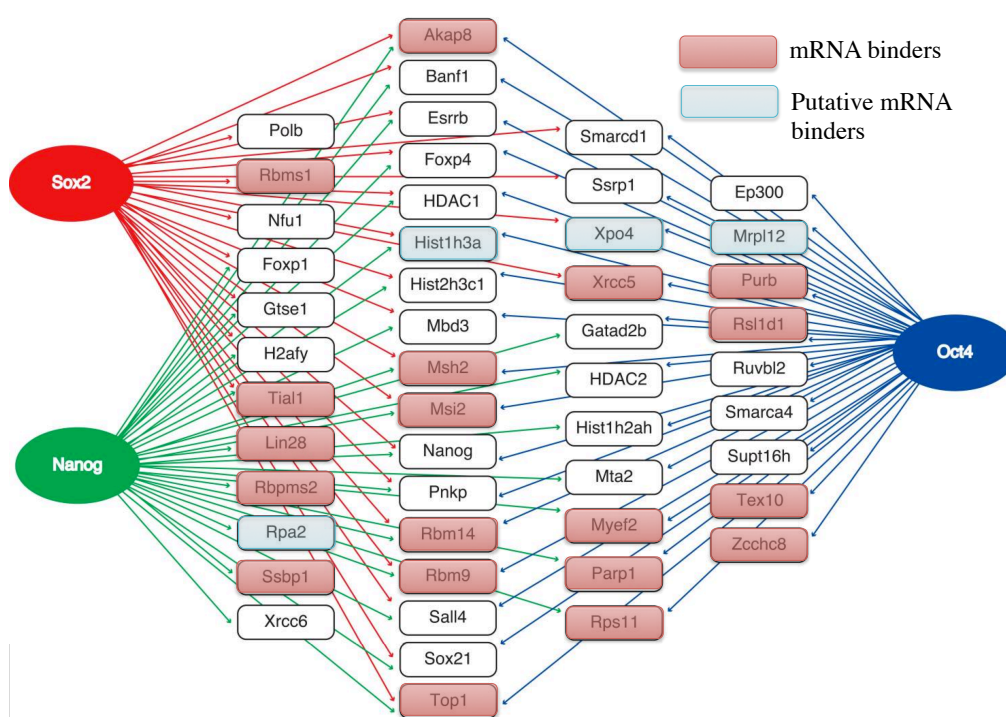 Akap8
mRNA binders
Banf1
Putative mRNA
binders
Esrrb
Polb
Smarcd1
Foxp4
Sox2
Rbms1
Ssrp1
Ep300
HDAC1
Nfu1
Xpo4
Mrpl12
Hist1h3a
Foxp1
Xrcc5
Purb
Hist2h3c1
Gtse1
Mbd3
Gatad2b
Rsl1d1
H2afy
Oct4
Msh2
HDAC2
Ruvbl2
Tial1
Msi2
Smarca4
Hist1h2ah
Lin28
Nanog
Nanog
Supt16h
Mta2
Rbpms2
Pnkp
Tex10
Rpa2
Rbm14
Myef2
Zcchc8
Ssbp1
Rbm9
Parp1
Xrcc6
Sall4
Rps11
Sox21
Top1